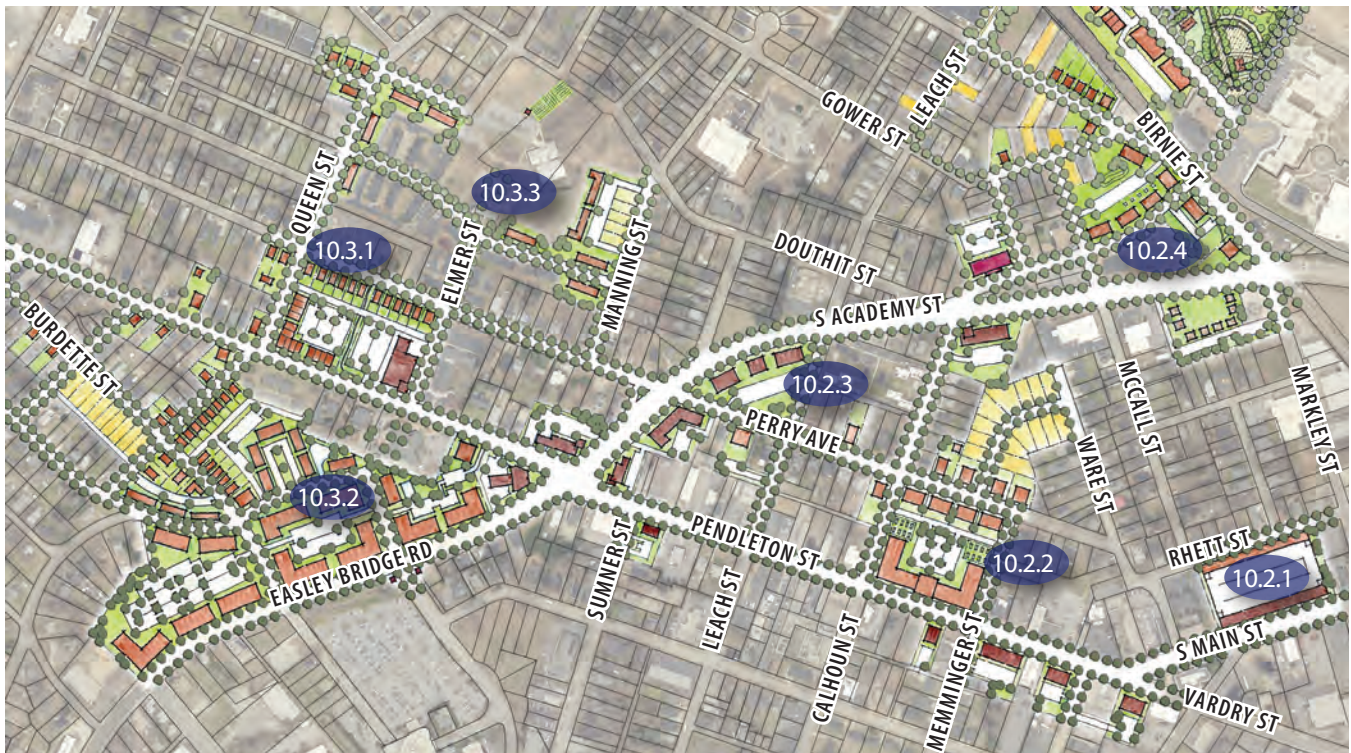 LEACH ST
GOWER ST
BIRNIE ST
QUEEN ST
10.3.3
10.3.1
ELMER ST
MANNING ST
DOUTHIT ST
10.2.4
S ACADEMY ST
BURDETTE ST
10.2.3
PERRY AVE
MCCALL ST
MARKLEY ST
WARE ST
10.3.2
EASLEY BRIDGE RD
SUMNER ST
PENDLETON ST
LEACH ST
CALHOUN ST
MEMMINGER ST
10.2.2
RHETT ST
10.2.1
S MAIN ST
VARDRY ST